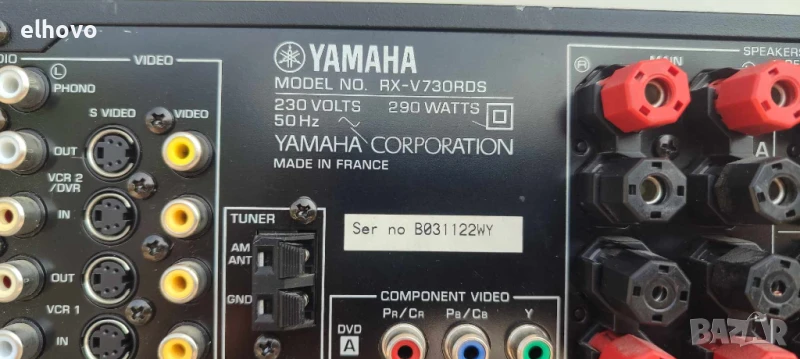 elhovo
VIDEO
SPEAKERS
YAMAHA
MAIN
L
PHONO
R
MODEL NO. RX-V730RDS
230 VOLTS 290 WATTS
50 Hz
S VIDEO
VIDEO
YAMAHA CORPORATION
MADE IN FRANCE
OUT
A
VCR 2
/DVR
IN
TUNER
AM
ANT
GND
Ser no B031122WY
OUT
VCR 1
IN
COMPONENT VIDEO
DVD
A
PR/CR
PB/CB
Y
BAZAR